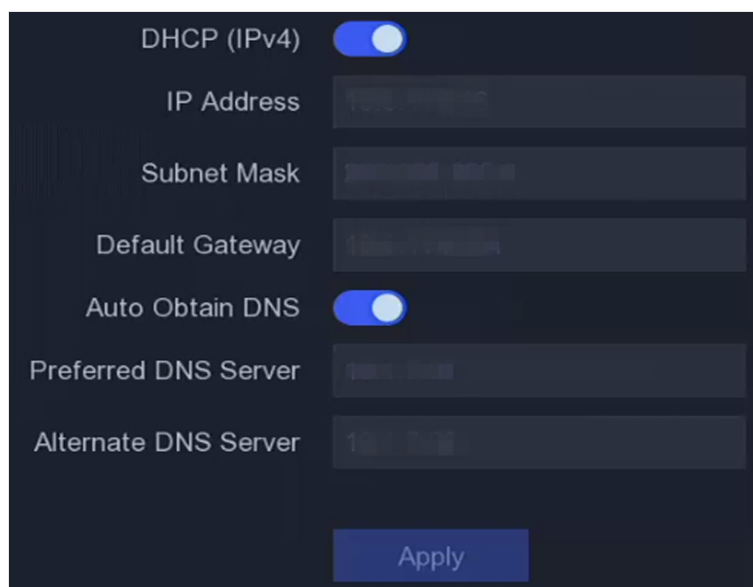 DHCP (IPv4)
IP Address
Subnet Mask
Default Gateway
Auto Obtain DNS
Preferred DNS Server
Alternate DNS Server
Apply